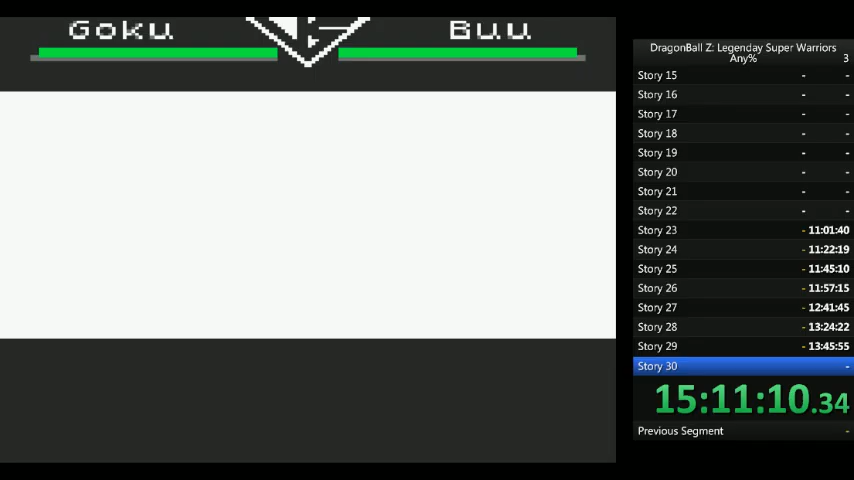 Goku Buu
DragonBall Z: Legenday Super Warriors
Any% 3
Story 15 - -
Story 16 - -
Story 17 - -
Story 18 - -
Story 19 - -
Story 20 - -
Story 21 - -
Story 22 - -
Story 23 - 11:01:40
Story 24 - 11:22:19
Story 25 - 11:45:10
Story 26 - 11:57:15
Story 27 - 12:41:45
Story 28 - 13:24:22
Story 29 - 13:45:55
Story 30 -
15:11:10.34
Previous Segment -